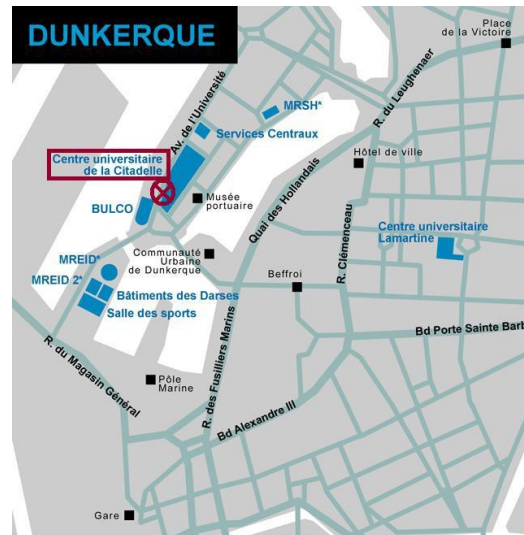 DUNKERQUE
Place
de la Victoire
Av. de l'Université
MRSH*
R. du Leughenaer
Services Centraux
Centre universitaire
de la Citadelle
Hôtel de ville
Musée
portuaire
Quai des Hollandais
BULCO
R. Clémenceau
Centre universitaire
Lamartine
Communauté
Urbaine
de Dunkerque
MREID*
MREID 2*
Beffroi
Bâtiments des Darses
Salle des sports
Bd Porte Sainte Barb
R. des Fusilliers Marins
R. du Magasin Général
Pôle
Marine
Bd Alexandre III
Gare